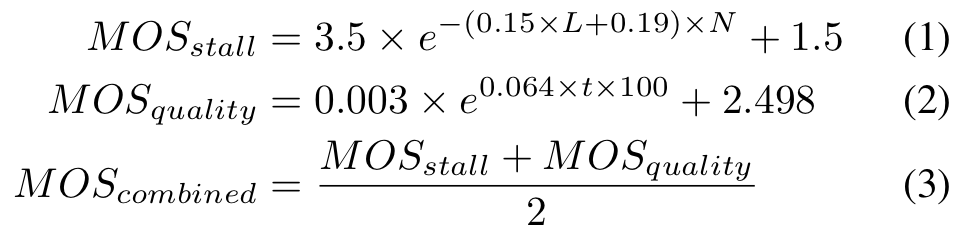 MOS_{stall} = 3.5 × e^{−(0.15×L+0.19)×N} + 1.5 (1)
MOS_{quality} = 0.003 × e^{0.064×t×100} + 2.498 (2)
MOS_{combined} = \frac{MOS_{stall} + MOS_{quality}}{2} (3)